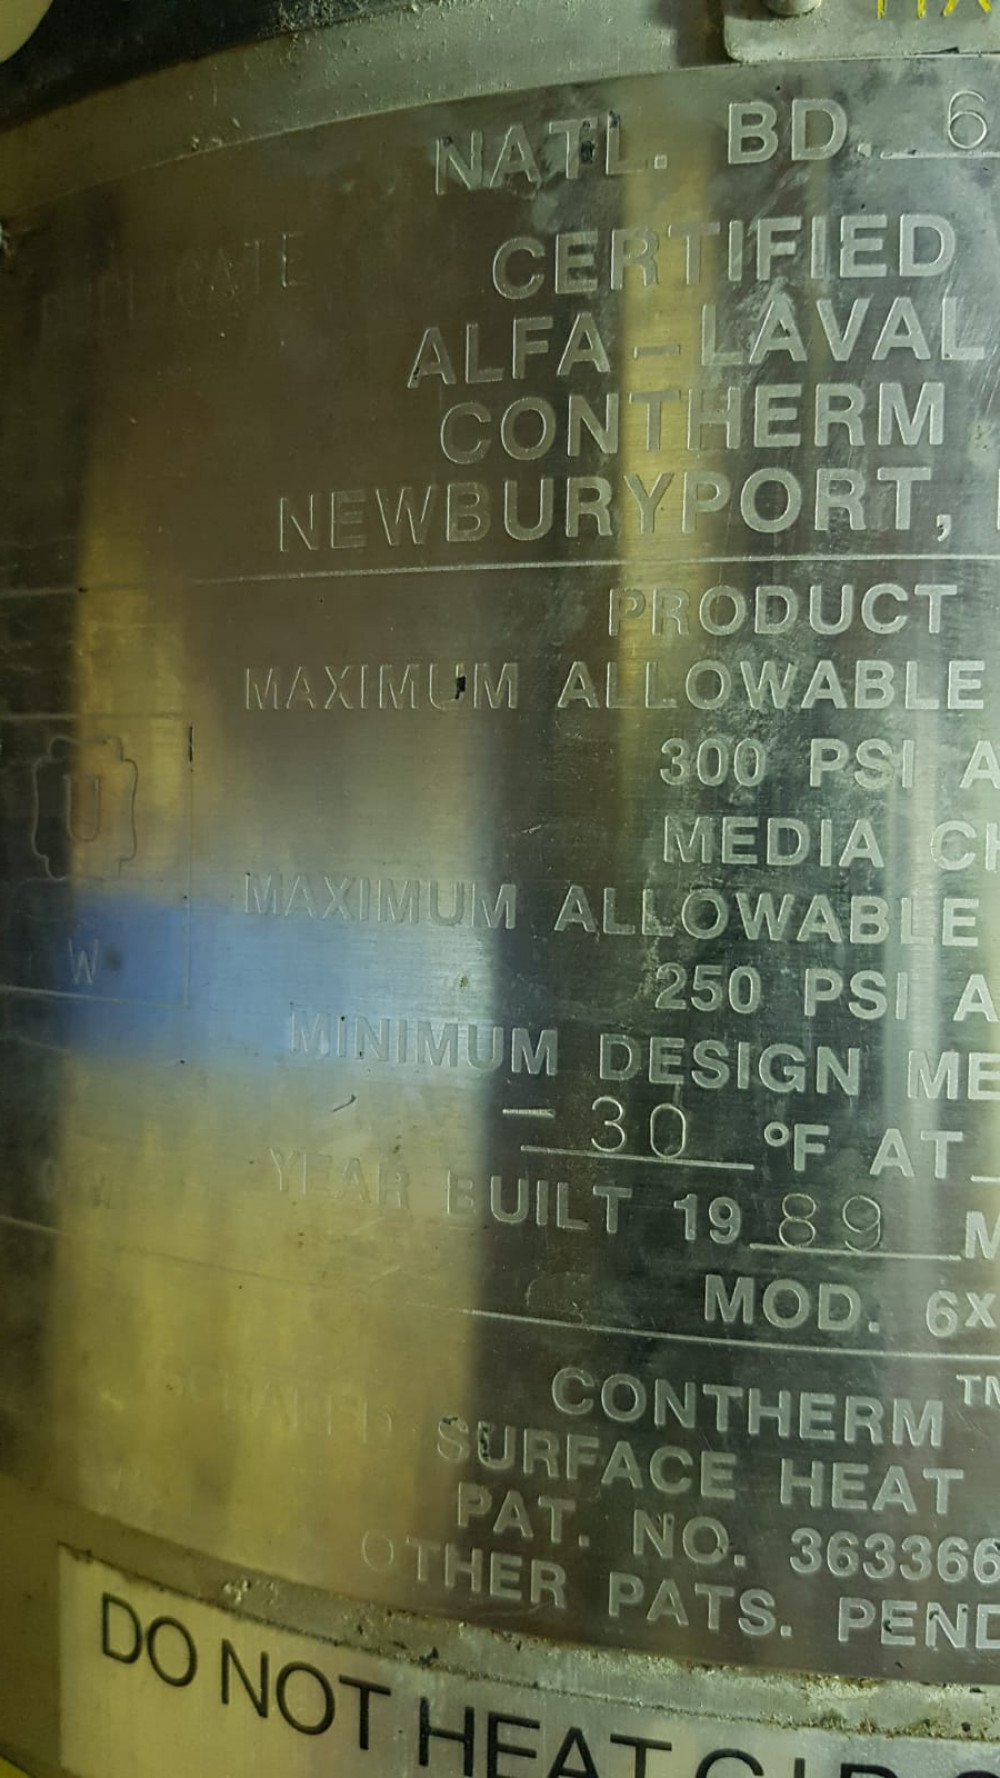 NATL. BD. 6
DUPLICATE
CERTIFIED
ALFA-LAVAL
CONTHERM
NEWBURYPORT,
PRODUCT
MAXIMUM ALLOWABLE
300 PSI A
U
MEDIA CH
MAXIMUM ALLOWABLE
W
250 PSI A
MINIMUM DESIGN ME
-30 °F AT
YEAR BUILT 1989 M
MOD. 6X
CONTHERM™
SCRAPED SURFACE HEAT
PAT. NO. 363366
OTHER PATS. PEND
DO NOT HEAT C.I.P.